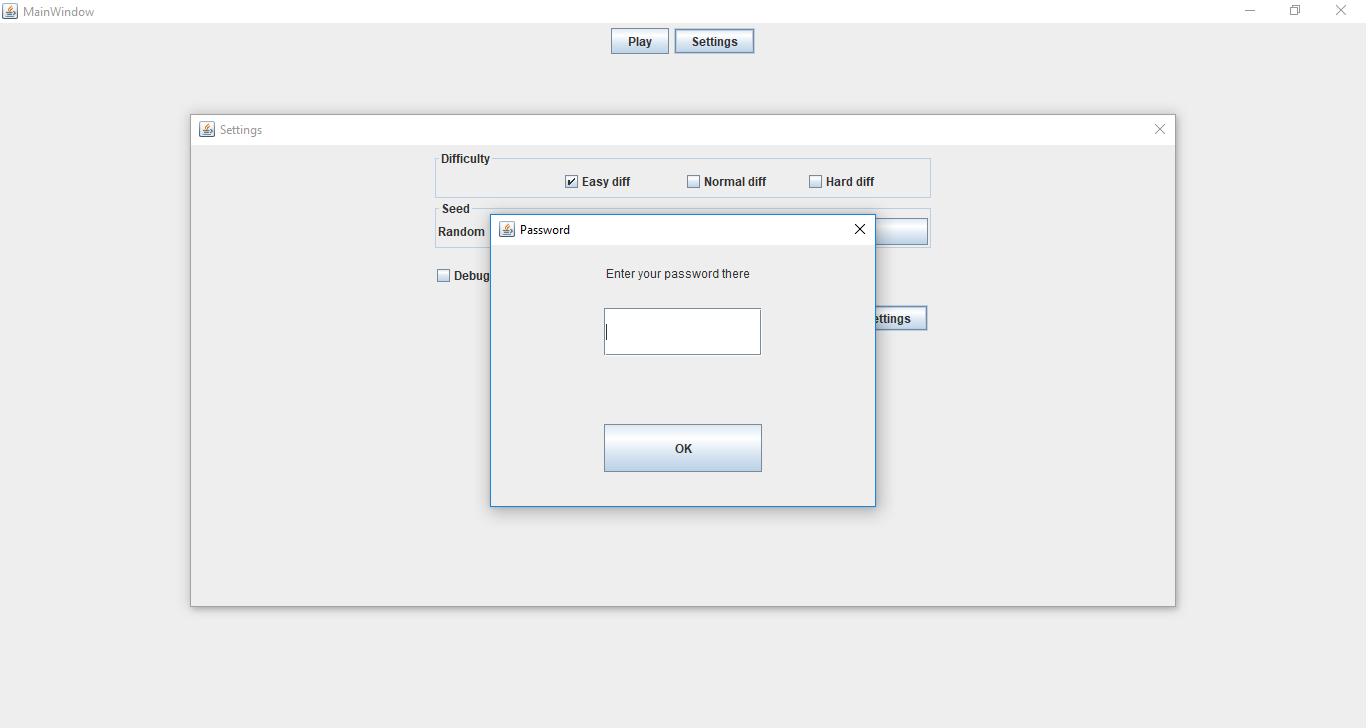 MainWindow
Play Settings
Settings
Difficulty
Easy diff Normal diff Hard diff
Seed
Random
Password
Enter your password there
Debug
ettings
OK